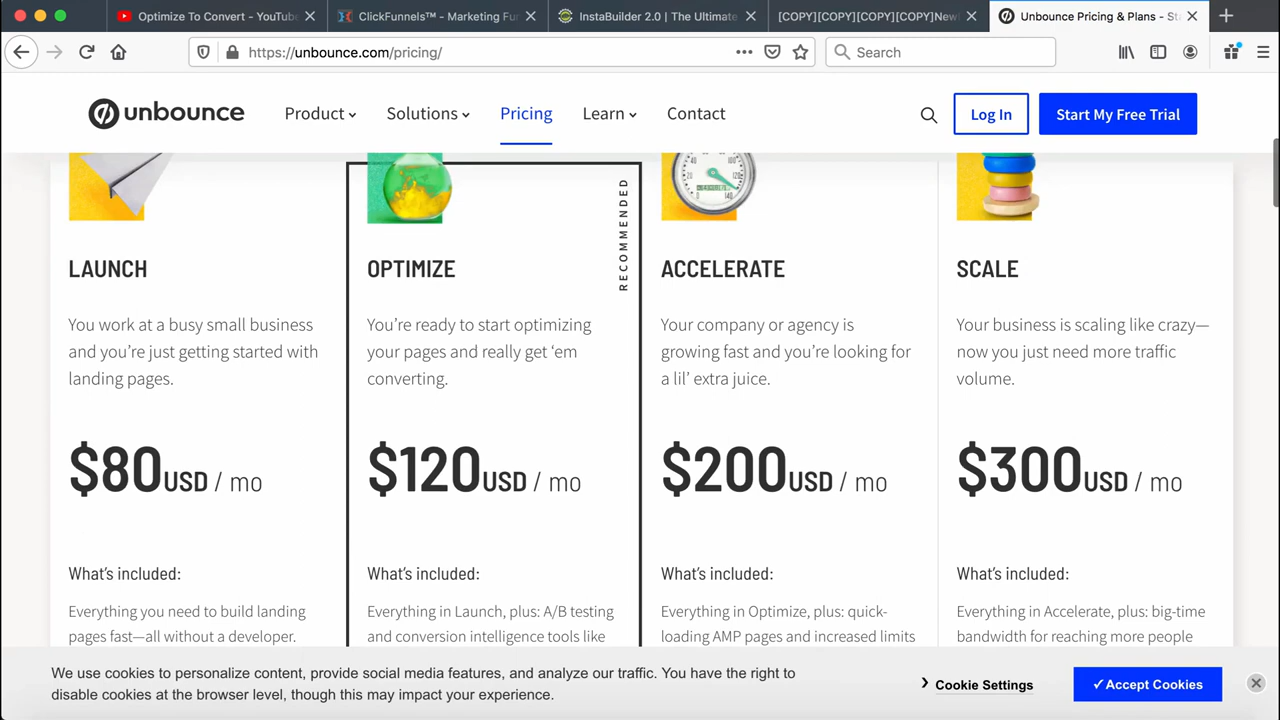 Optimize To Convert - YouTube
ClickFunnels™ - Marketing Fun
InstaBuilder 2.0 | The Ultimate
[COPY][COPY][COPY][COPY]New
Unbounce Pricing & Plans - St
https://unbounce.com/pricing/
Search
unbounce
Product
Solutions
Pricing
Learn
Contact
Log In
Start My Free Trial
RECOMMENDED
LAUNCH
You work at a busy small business
and you're just getting started with
landing pages.
$80USD / mo
What's included:
Everything you need to build landing
pages fast—all without a developer.
OPTIMIZE
You're ready to start optimizing
your pages and really get 'em
converting.
$120USD / mo
What's included:
Everything in Launch, plus: A/B testing
and conversion intelligence tools like
ACCELERATE
Your company or agency is
growing fast and you're looking for
a lil' extra juice.
$200USD / mo
What's included:
Everything in Optimize, plus: quick-
loading AMP pages and increased limits
SCALE
Your business is scaling like crazy—
now you just need more traffic
volume.
$300USD / mo
What's included:
Everything in Accelerate, plus: big-time
bandwidth for reaching more people
We use cookies to personalize content, provide social media features, and analyze our traffic. You have the right to
disable cookies at the browser level, though this may impact your experience.
Cookie Settings
✓Accept Cookies